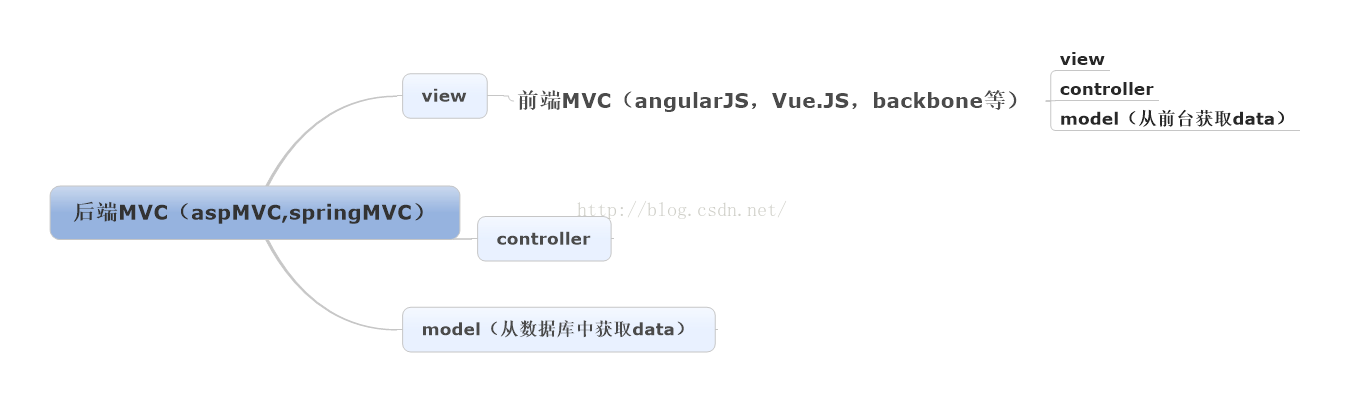 view
controller
model（从前台获取data）
view
前端MVC（angularJS，Vue.JS，backbone等）
后端MVC（aspMVC,springMVC）
http://blog.csdn.net/
controller
model（从数据库中获取data）